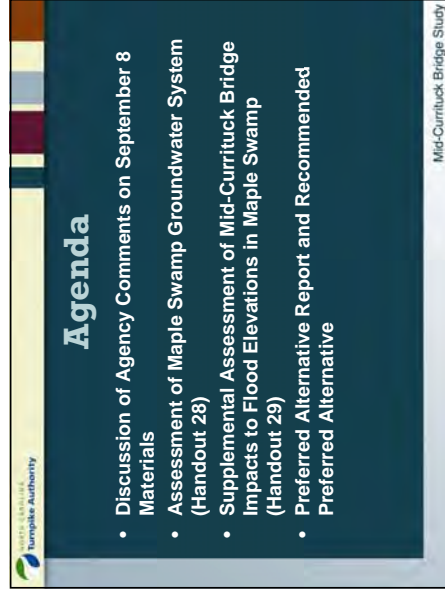 NORTH CAROLINA
Turnpike Authority
Agenda
• Discussion of Agency Comments on September 8
Materials
• Assessment of Maple Swamp Groundwater System
(Handout 28)
• Supplemental Assessment of Mid-Currituck Bridge
Impacts to Flood Elevations in Maple Swamp
(Handout 29)
• Preferred Alternative Report and Recommended
Preferred Alternative
Mid-Currituck Bridge Study